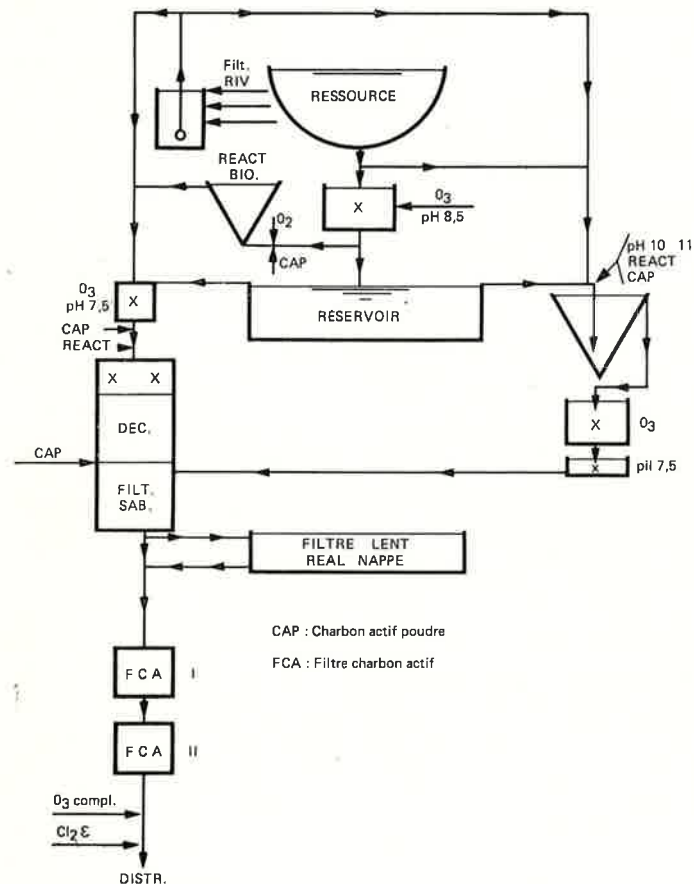 Filt.
RIV
RESSOURCE
REACT
BIO.
X
O3
pH 8,5
O2
CAP
pH 10 11
REACT
CAP
O3
pH 7,5
X
RÉSERVOIR
CAP
REACT
X X
DEC.
X
O3
CAP
FILT.
SAB.
x
pH 7,5
FILTRE LENT
REAL NAPPE
CAP : Charbon actif poudre
FCA : Filtre charbon actif
F C A
I
F C A
II
O3 compl.
Cl2 ε
DISTR.